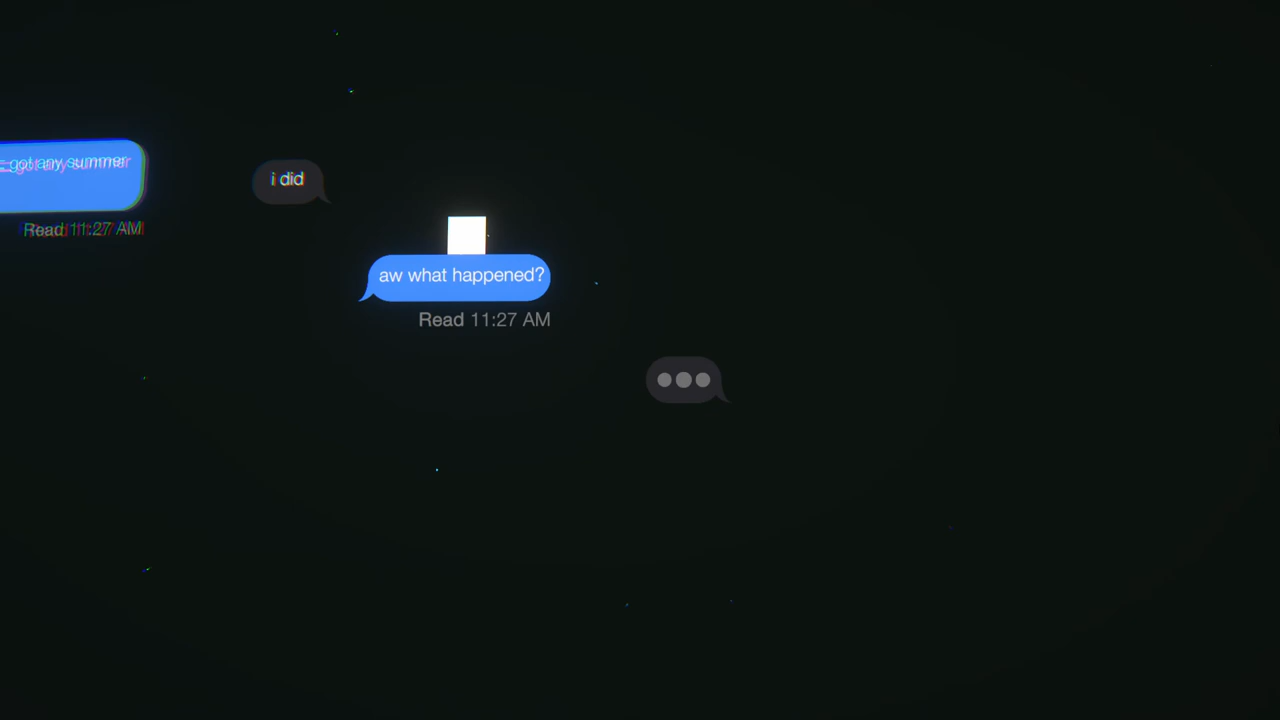 got any summer
Read 11:27 AM
i did
aw what happened?
Read 11:27 AM